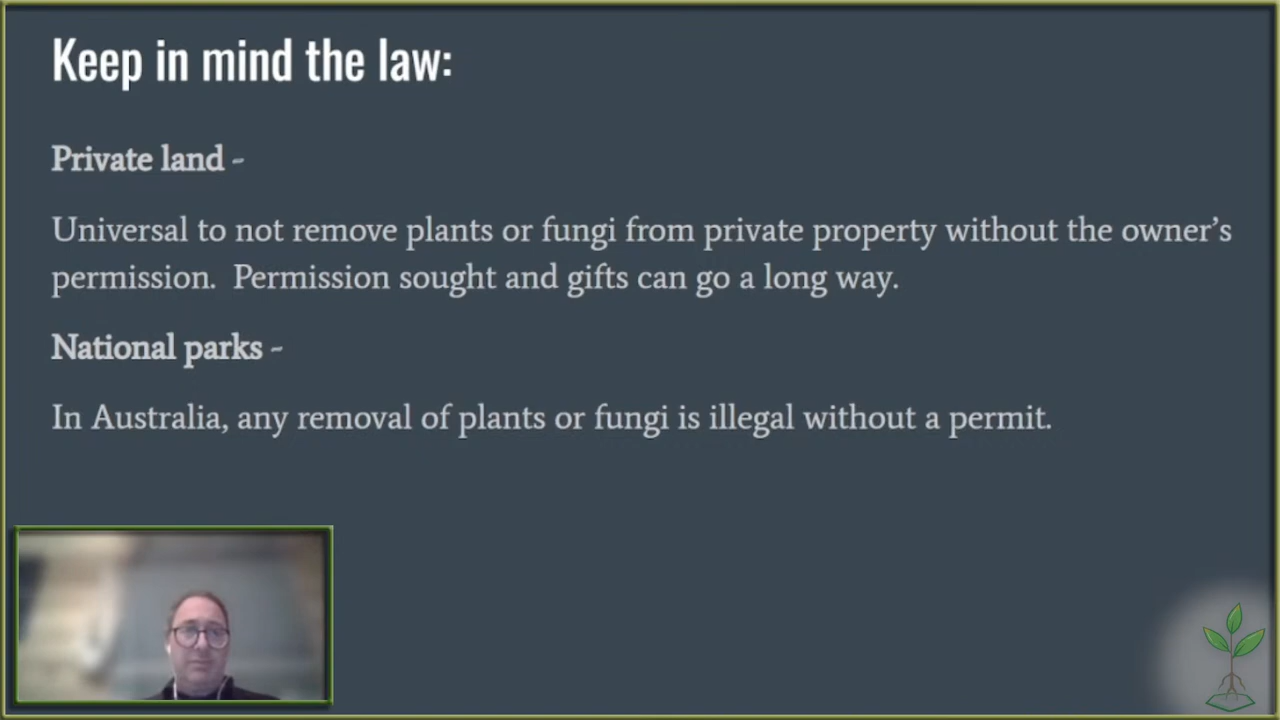 Keep in mind the law:
Private land -
Universal to not remove plants or fungi from private property without the owner's
permission.  Permission sought and gifts can go a long way.
National parks -
In Australia, any removal of plants or fungi is illegal without a permit.